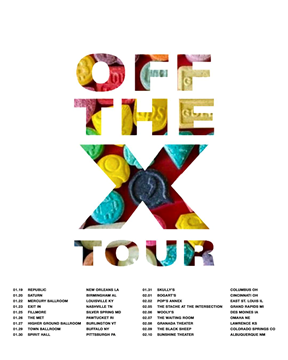 OFF
THE
X
TOUR
01.19 REPUBLIC NEW ORLEANS LA
01.20 SATURN BIRMINGHAM AL
01.22 MERCURY BALLROOM LOUISVILLE KY
01.23 EXIT IN NASHVILLE TN
01.25 FILLMORE SILVER SPRING MD
01.26 THE MET PAWTUCKET RI
01.27 HIGHER GROUND BALLROOM BURLINGTON VT
01.29 TOWN BALLROOM BUFFALO NY
01.30 SPIRIT HALL PITTSBURGH PA
01.31 SKULLY'S COLUMBUS OH
02.01 BOGART'S CINCINNATI OH
02.02 POP'S ANNEX EAST ST. LOUIS IL
02.05 THE STACHE AT THE INTERSECTION GRAND RAPIDS MI
02.06 WOOLY'S DES MOINES IA
02.07 THE WAITING ROOM OMAHA NE
02.08 GRANADA THEATER LAWRENCE KS
02.09 THE BLACK SHEEP COLORADO SPRINGS CO
02.10 SUNSHINE THEATER ALBUQUERQUE NM